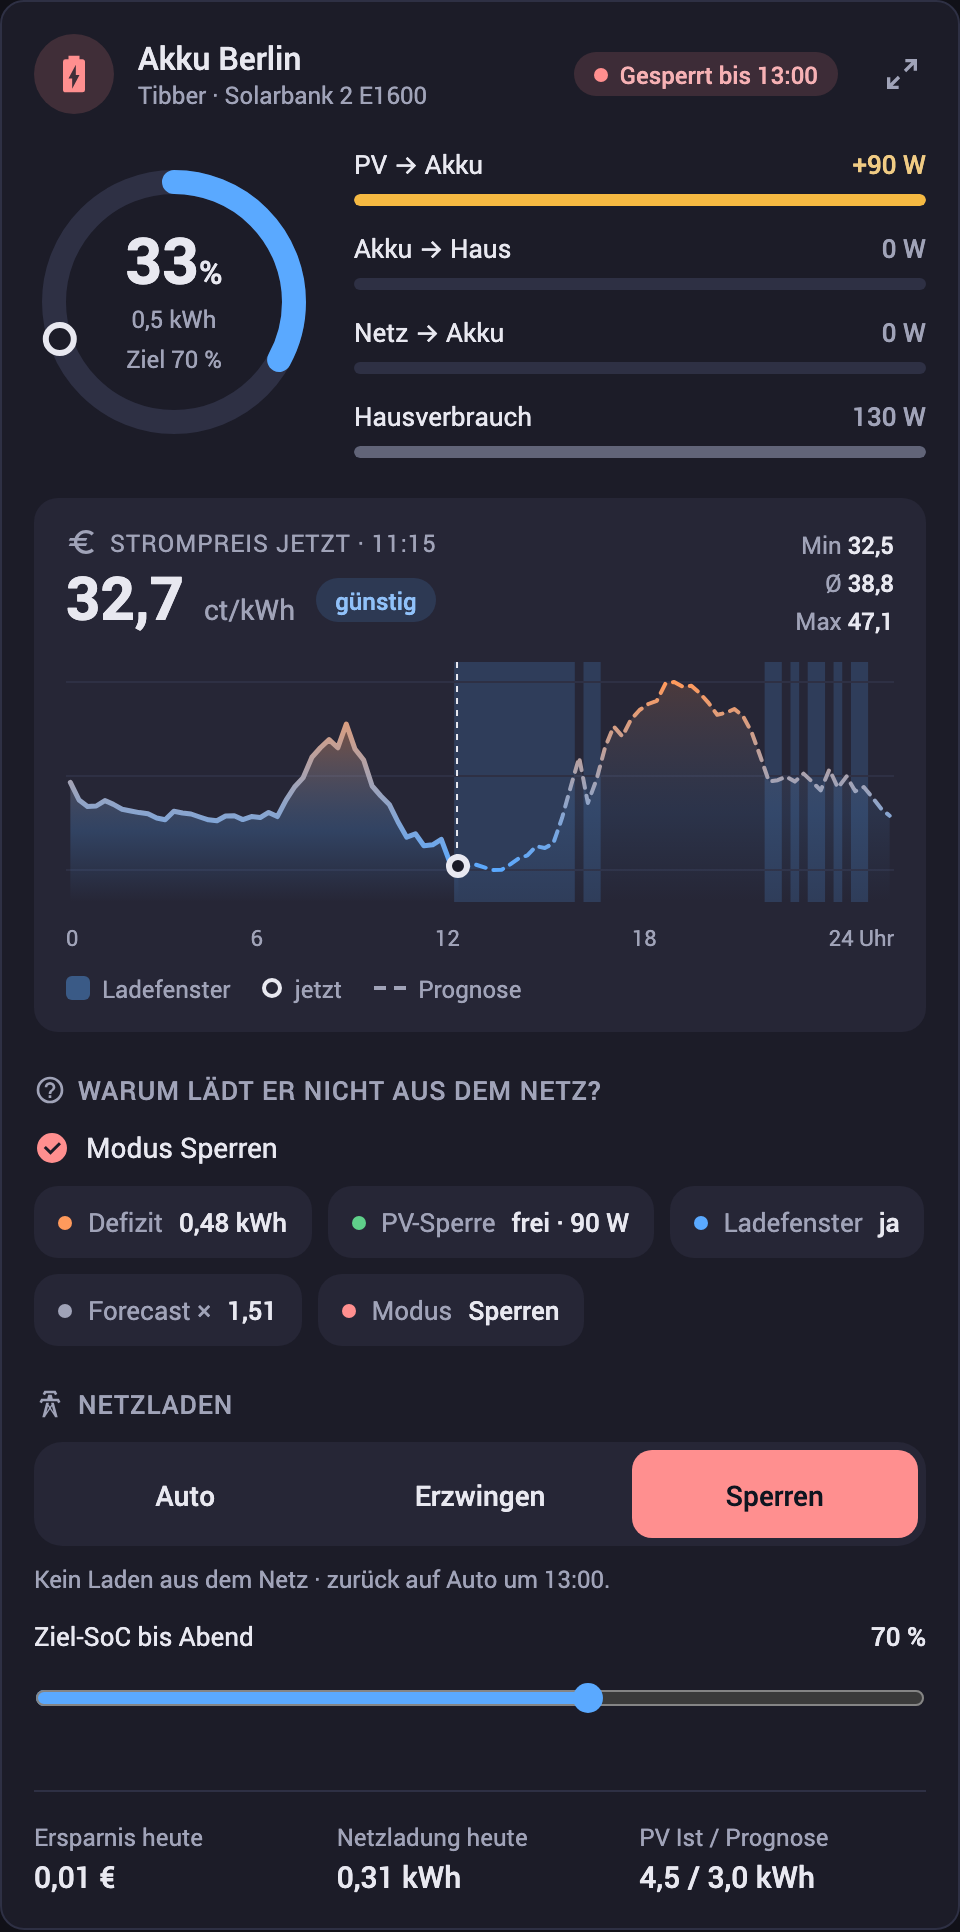 Akku Berlin
Tibber · Solarbank 2 E1600
Gesperrt bis 13:00
33%
0,5 kWh
Ziel 70 %
PV → Akku +90 W
Akku → Haus 0 W
Netz → Akku 0 W
Hausverbrauch 130 W
€ STROMPREIS JETZT · 11:15
32,7 ct/kWh günstig
Min 32,5
Ø 38,8
Max 47,1
0 6 12 18 24 Uhr
Ladefenster jetzt Prognose
WARUM LÄDT ER NICHT AUS DEM NETZ?
Modus Sperren
Defizit 0,48 kWh PV-Sperre frei · 90 W Ladefenster ja
Forecast × 1,51 Modus Sperren
NETZLADEN
Auto Erzwingen Sperren
Kein Laden aus dem Netz · zurück auf Auto um 13:00.
Ziel-SoC bis Abend 70 %
Ersparnis heute Netzladung heute PV Ist / Prognose
0,01 € 0,31 kWh 4,5 / 3,0 kWh